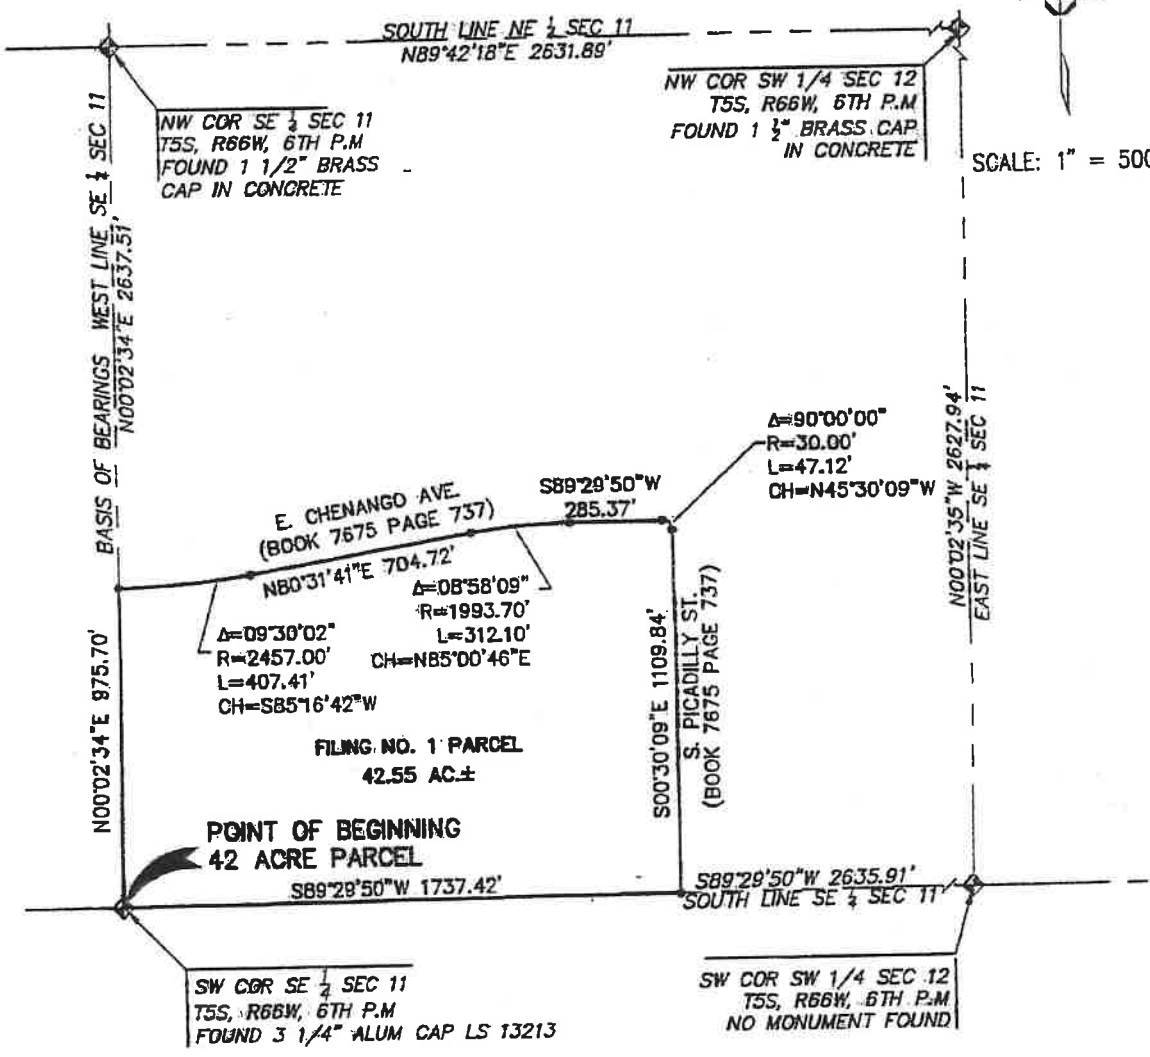 SOUTH LINE NE 1/4 SEC 11
N89°42'18"E 2631.89'
NW COR SE 1/4 SEC 11
T5S, R66W, 6TH P.M
FOUND 1 1/2" BRASS
CAP IN CONCRETE
NW COR SW 1/4 SEC 12
T5S, R66W, 6TH P.M
FOUND 1 1/2" BRASS CAP
IN CONCRETE
SCALE: 1" = 500
BASIS OF BEARINGS WEST LINE SE 1/4 SEC 11
N00°02'34"E 2637.51'
Δ=90°00'00"
R=30.00'
L=47.12'
CH=N45°30'09"W
S89°29'50"W
285.37'
E. CHENANGO AVE.
(BOOK 7675 PAGE 737)
N80°31'41"E 704.72'
Δ=08°58'09"
R=1993.70'
L=312.10'
CH=N85°00'46"E
Δ=09°30'02"
R=2457.00'
L=407.41'
CH=S85°16'42"W
N00°02'35"W 2627.94'
EAST LINE SE 1/4 SEC 11
N00°02'34"E 975.70'
S00°30'09"E 1109.84'
S. PICADILLY ST.
(BOOK 7675 PAGE 737)
FILING NO. 1 PARCEL
42.55 AC.±
POINT OF BEGINNING
42 ACRE PARCEL
S89°29'50"W 1737.42'
S89°29'50"W 2635.91'
SOUTH LINE SE 1/4 SEC 11
SW COR SE 1/4 SEC 11
T5S, R66W, 6TH P.M
FOUND 3 1/4" ALUM CAP LS 13213
SW COR SW 1/4 SEC 12
T5S, R66W, 6TH P.M
NO MONUMENT FOUND